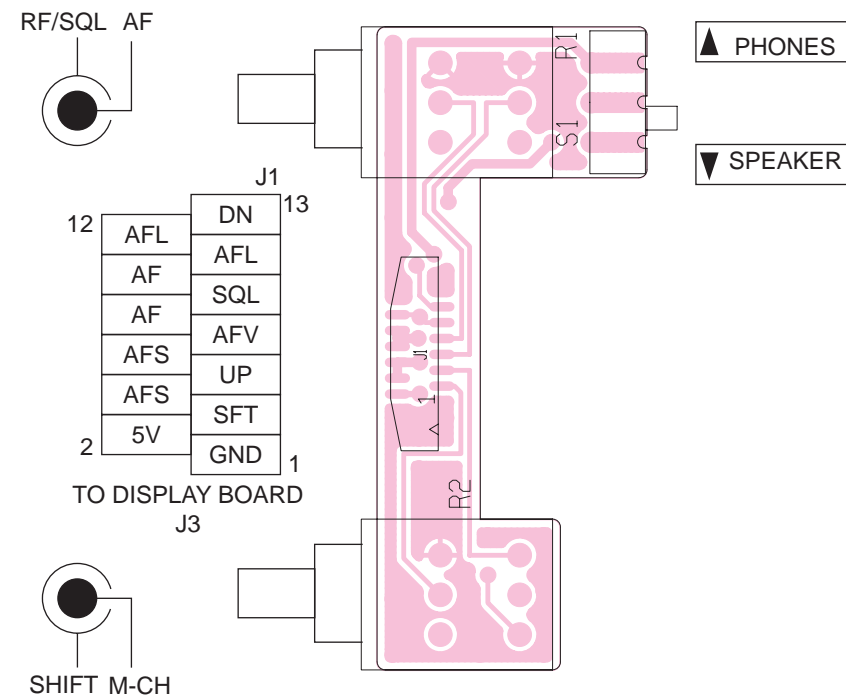 RF/SQL AF
R1
PHONES
S1
SPEAKER
J1
12
13
AFL
AF
AF
AFS
AFS
5V
2
DN
AFL
SQL
AFV
UP
SFT
GND
1
TO DISPLAY BOARD
J3
J1
1
R2
SHIFT M-CH